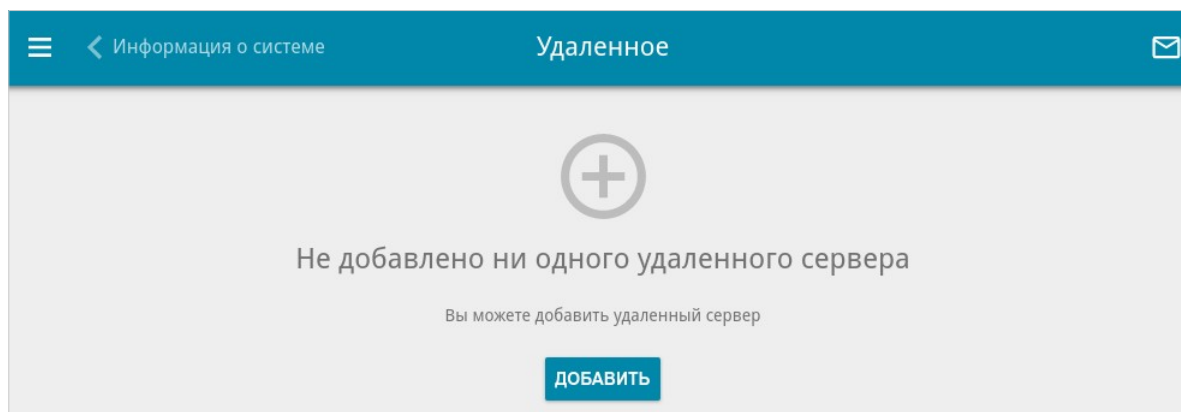 Информация о системе
Удаленное
Не добавлено ни одного удаленного сервера
Вы можете добавить удаленный сервер
ДОБАВИТЬ